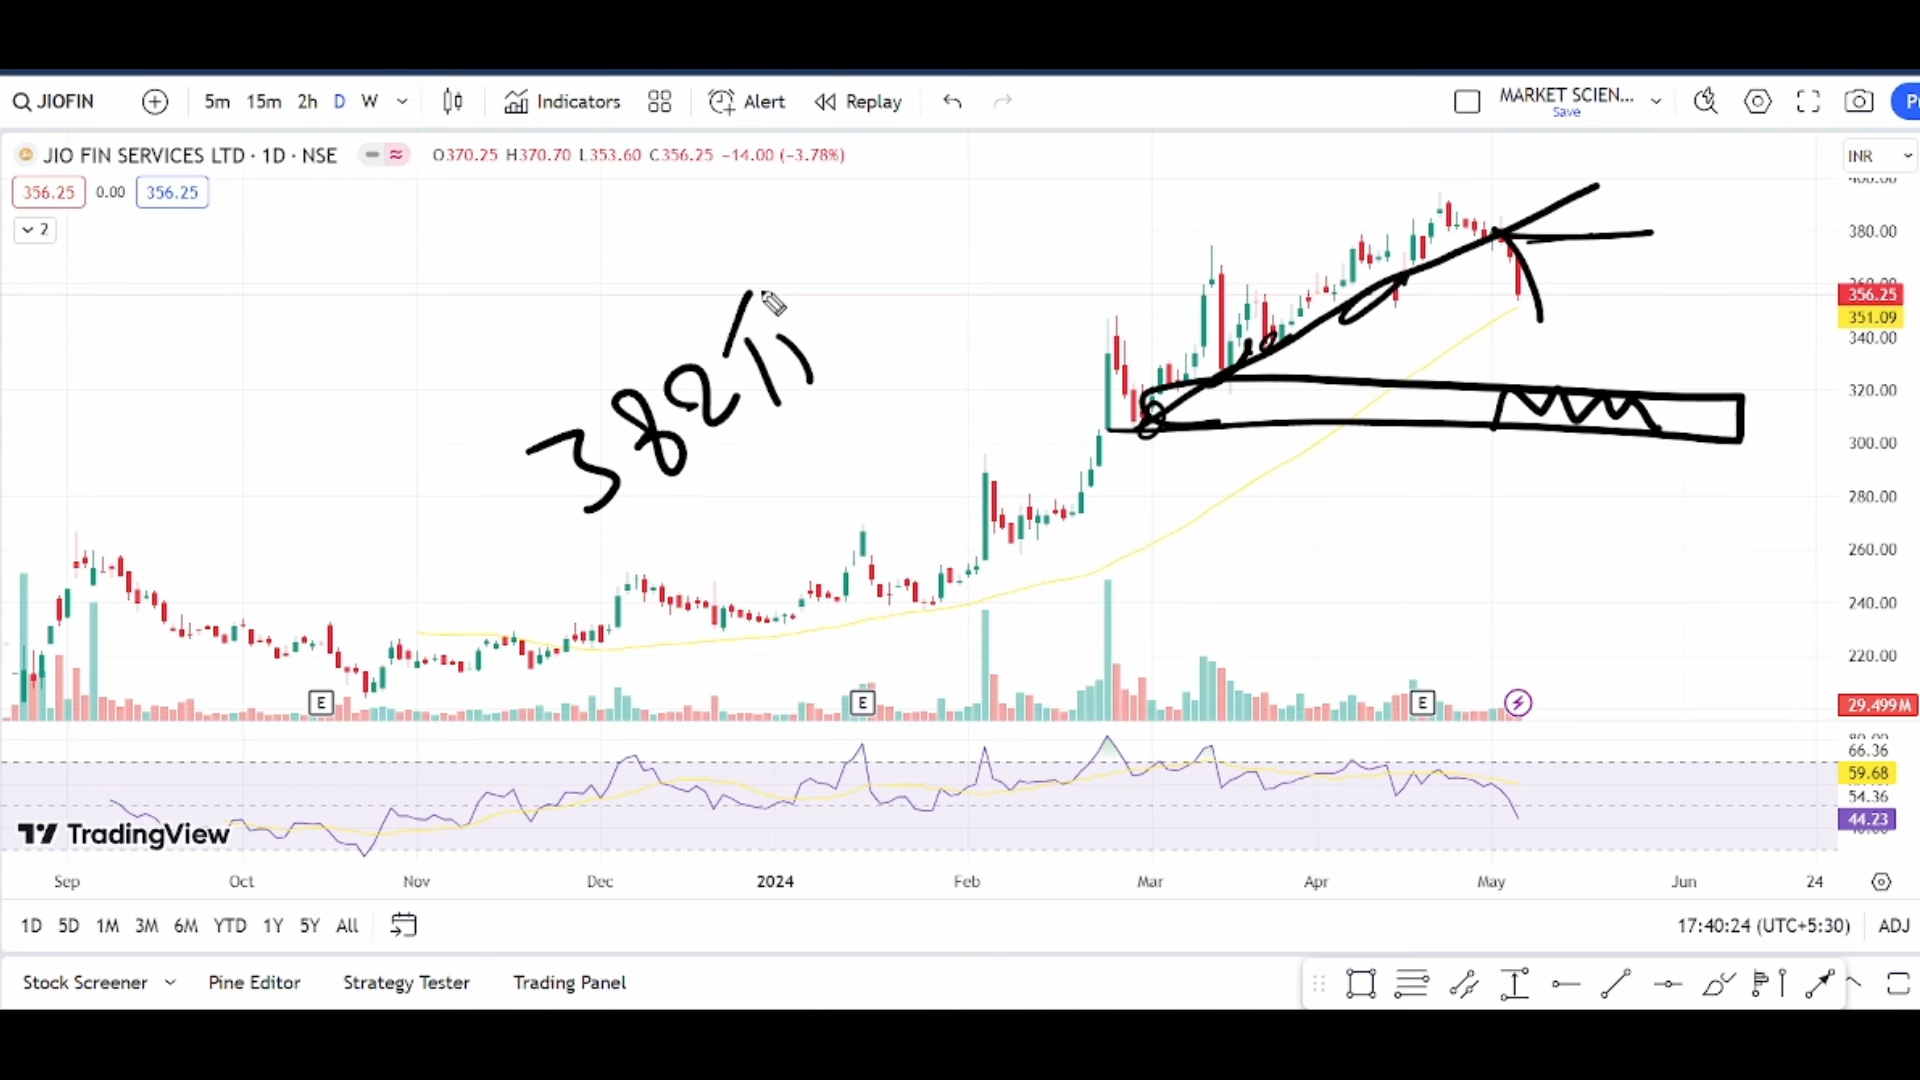 JIOFIN 5m 15m 2h D W Indicators Alert Replay MARKET SCIEN...
Save
JIO FIN SERVICES LTD · 1D · NSE O370.25 H370.70 L353.60 C356.25 −14.00 (−3.78%) INR
356.25 0.00 356.25
2
400.00
380.00
360.00
356.25
351.09
340.00
320.00
300.00
280.00
260.00
240.00
220.00
382
E E E 29.499M
66.36
59.68
54.36
44.23
TradingView
Sep Oct Nov Dec 2024 Feb Mar Apr May Jun 24
1D 5D 1M 3M 6M YTD 1Y 5Y All 17:40:24 (UTC+5:30) ADJ
Stock Screener Pine Editor Strategy Tester Trading Panel